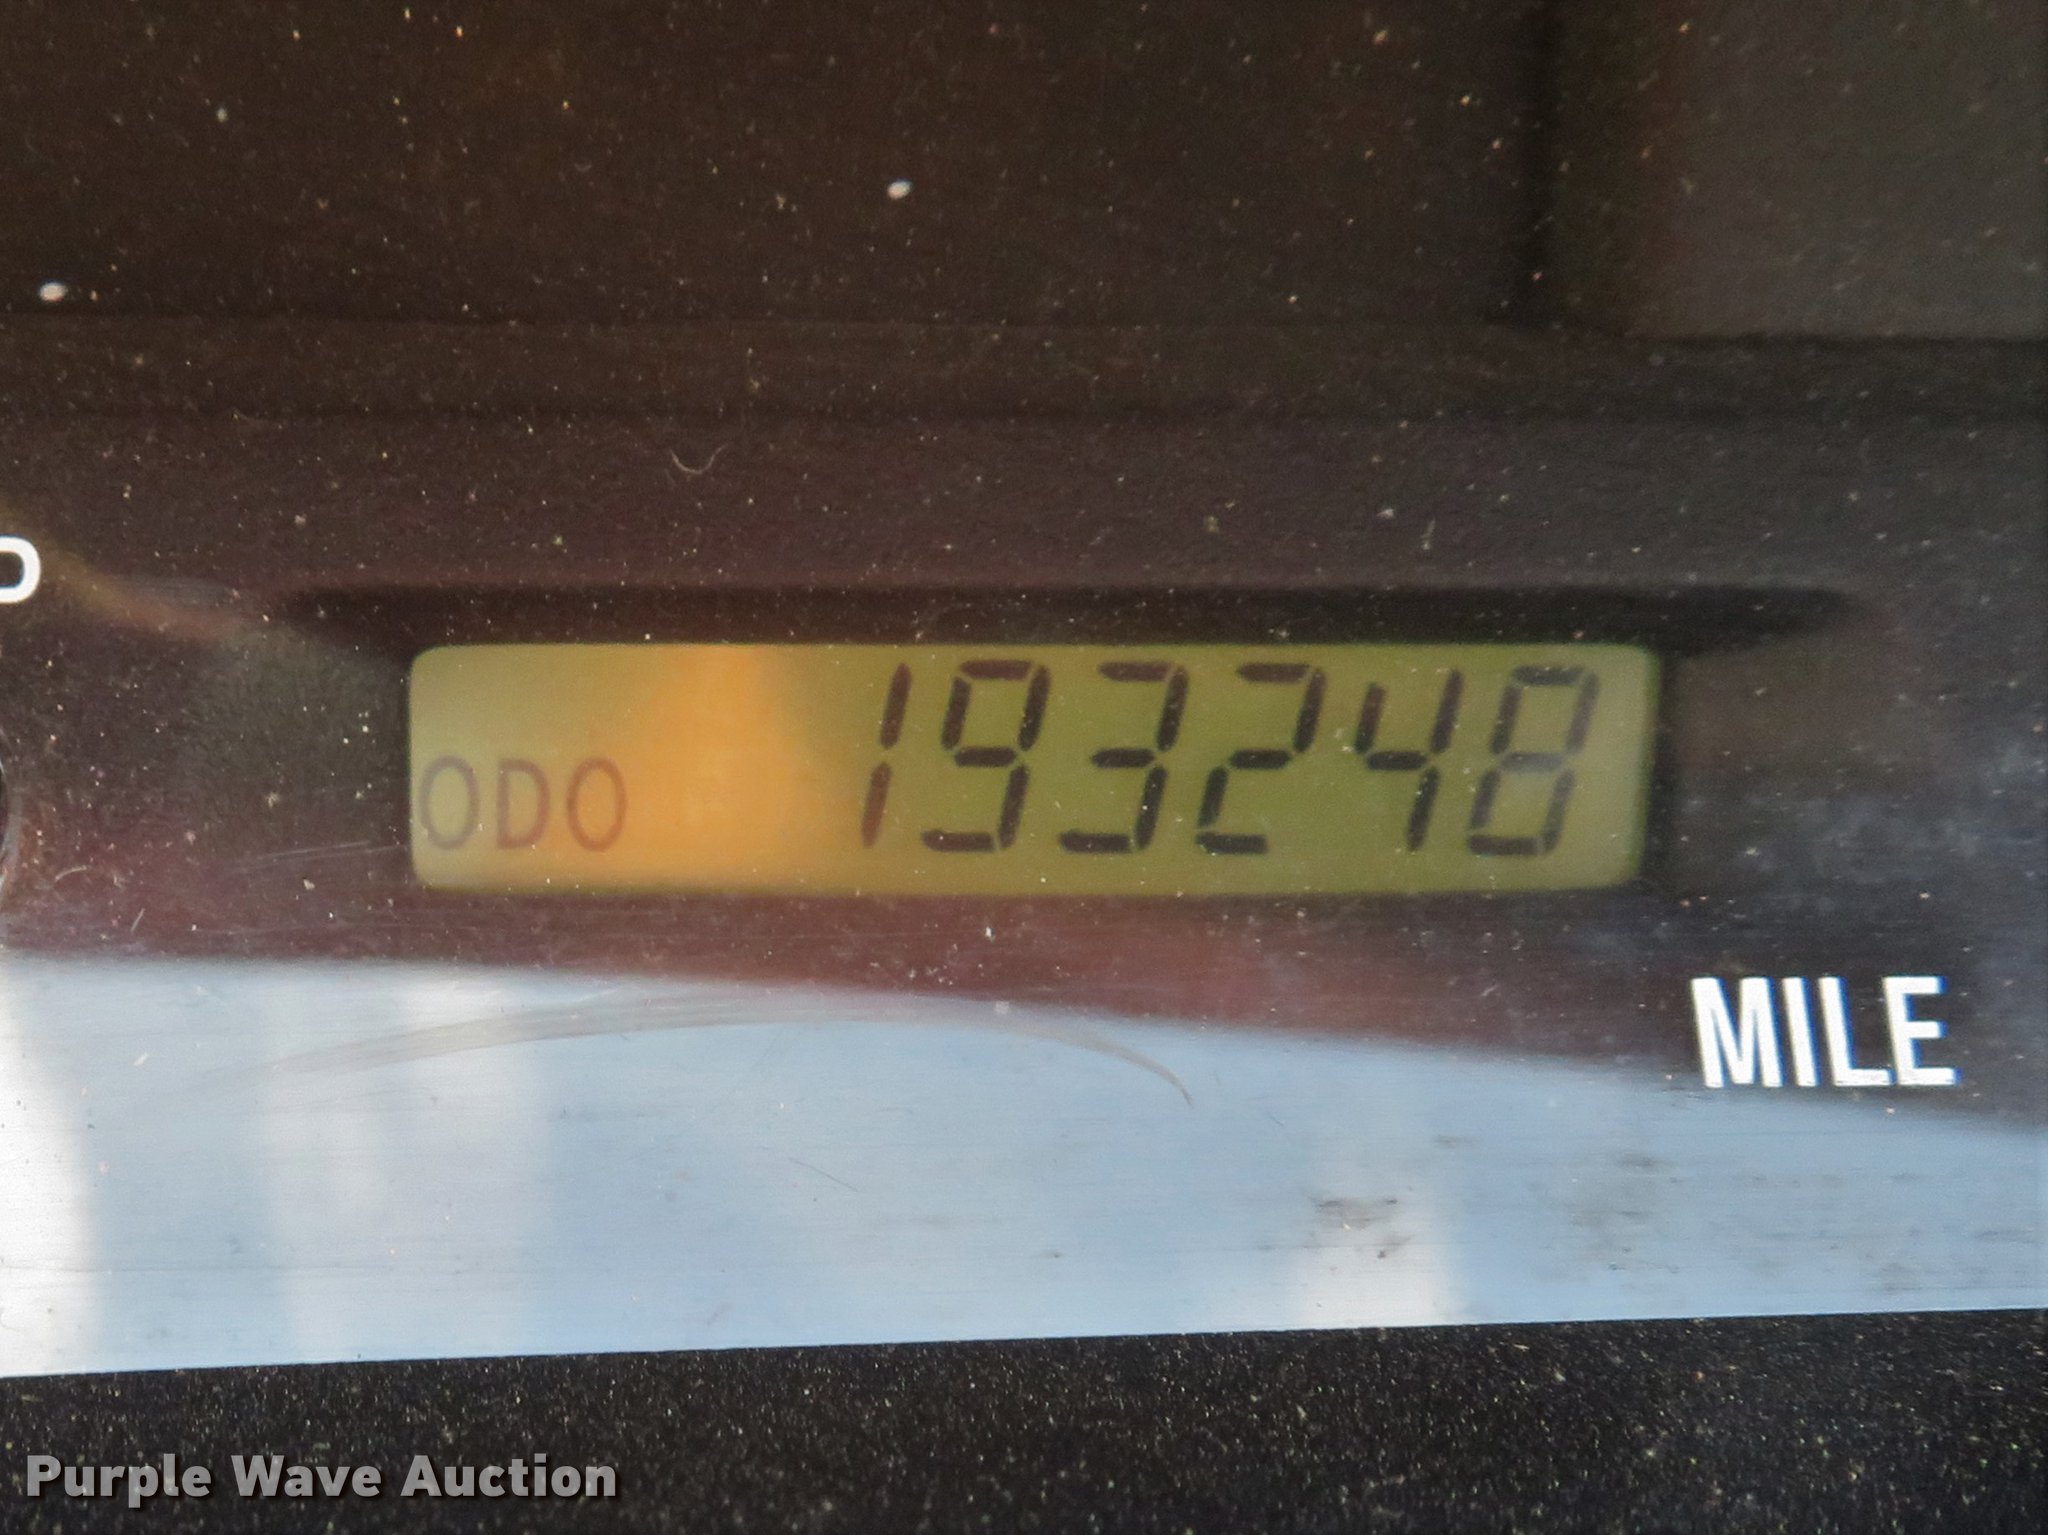 ODO 193248
MILE
Purple Wave Auction